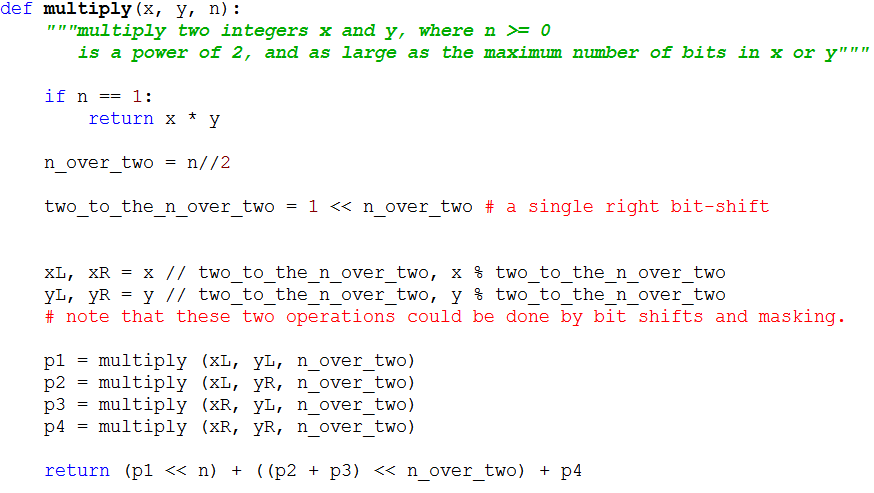 def multiply(x, y, n):
    """multiply two integers x and y, where n >= 0
       is a power of 2, and as large as the maximum number of bits in x or y"""
    if n == 1:
        return x * y
    n_over_two = n//2
    two_to_the_n_over_two = 1 << n_over_two # a single right bit-shift
    xL, xR = x // two_to_the_n_over_two, x % two_to_the_n_over_two
    yL, yR = y // two_to_the_n_over_two, y % two_to_the_n_over_two
    # note that these two operations could be done by bit shifts and masking.
    p1 = multiply (xL, yL, n_over_two)
    p2 = multiply (xL, yR, n_over_two)
    p3 = multiply (xR, yL, n_over_two)
    p4 = multiply (xR, yR, n_over_two)
    return (p1 << n) + ((p2 + p3) << n_over_two) + p4